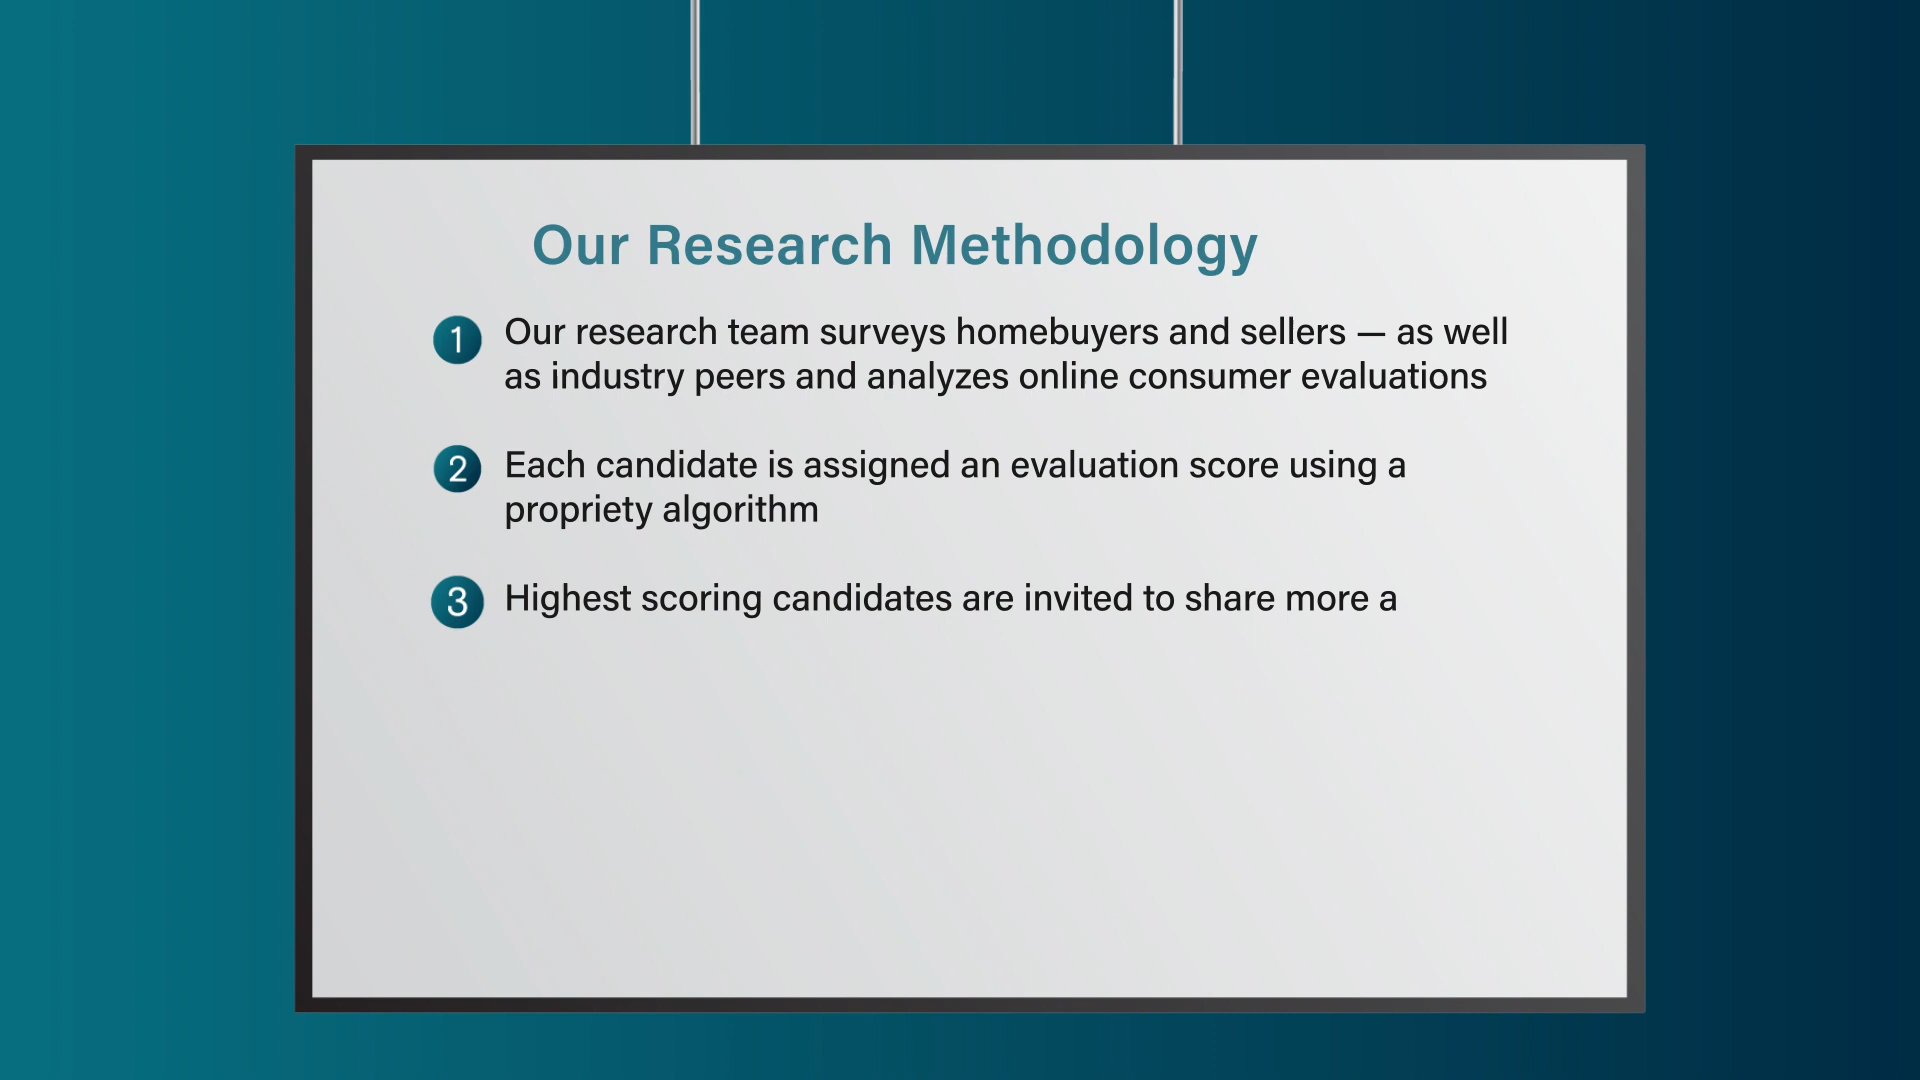 Our Research Methodology
1 Our research team surveys homebuyers and sellers — as well
as industry peers and analyzes online consumer evaluations
2 Each candidate is assigned an evaluation score using a
propriety algorithm
3 Highest scoring candidates are invited to share more a